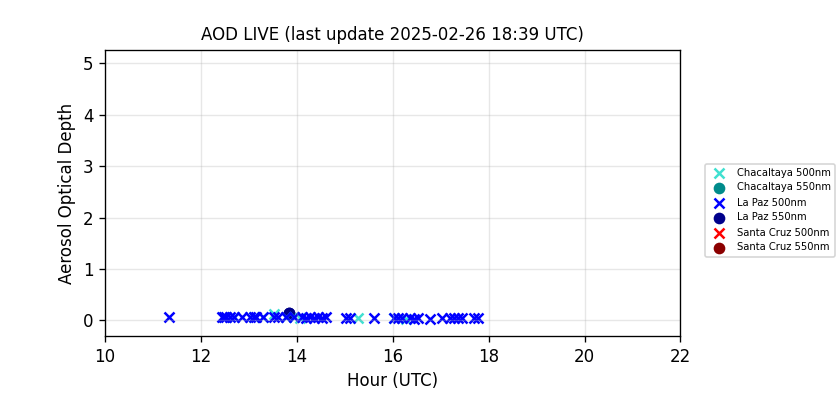 AOD LIVE (last update 2025-02-26 18:39 UTC)
Aerosol Optical Depth
5
4
3
2
1
0
10 12 14 16 18 20 22
Hour (UTC)
Chacaltaya 500nm
Chacaltaya 550nm
La Paz 500nm
La Paz 550nm
Santa Cruz 500nm
Santa Cruz 550nm